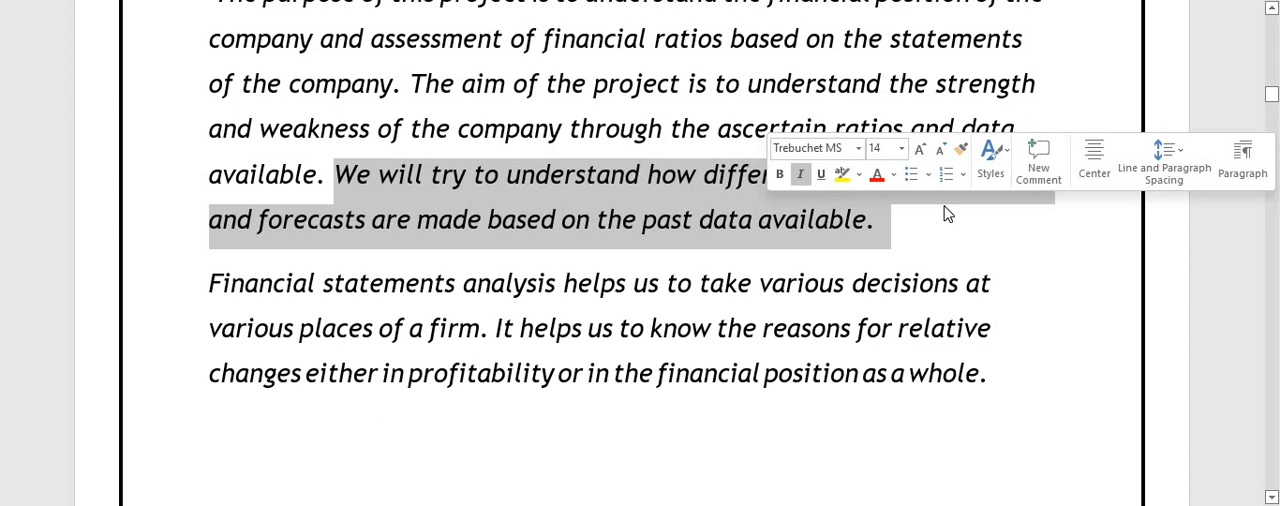 The purpose of this project is to understand the financial position of the
company and assessment of financial ratios based on the statements
of the company. The aim of the project is to understand the strength
and weakness of the company through the ascertain ratios and data
available. We will try to understand how
and forecasts are made based on the past data available.
Trebuchet MS 14
B I U A Styles New Comment Center Line and Paragraph Spacing Paragraph
Financial statements analysis helps us to take various decisions at
various places of a firm. It helps us to know the reasons for relative
changes either in profitability or in the financial position as a whole.